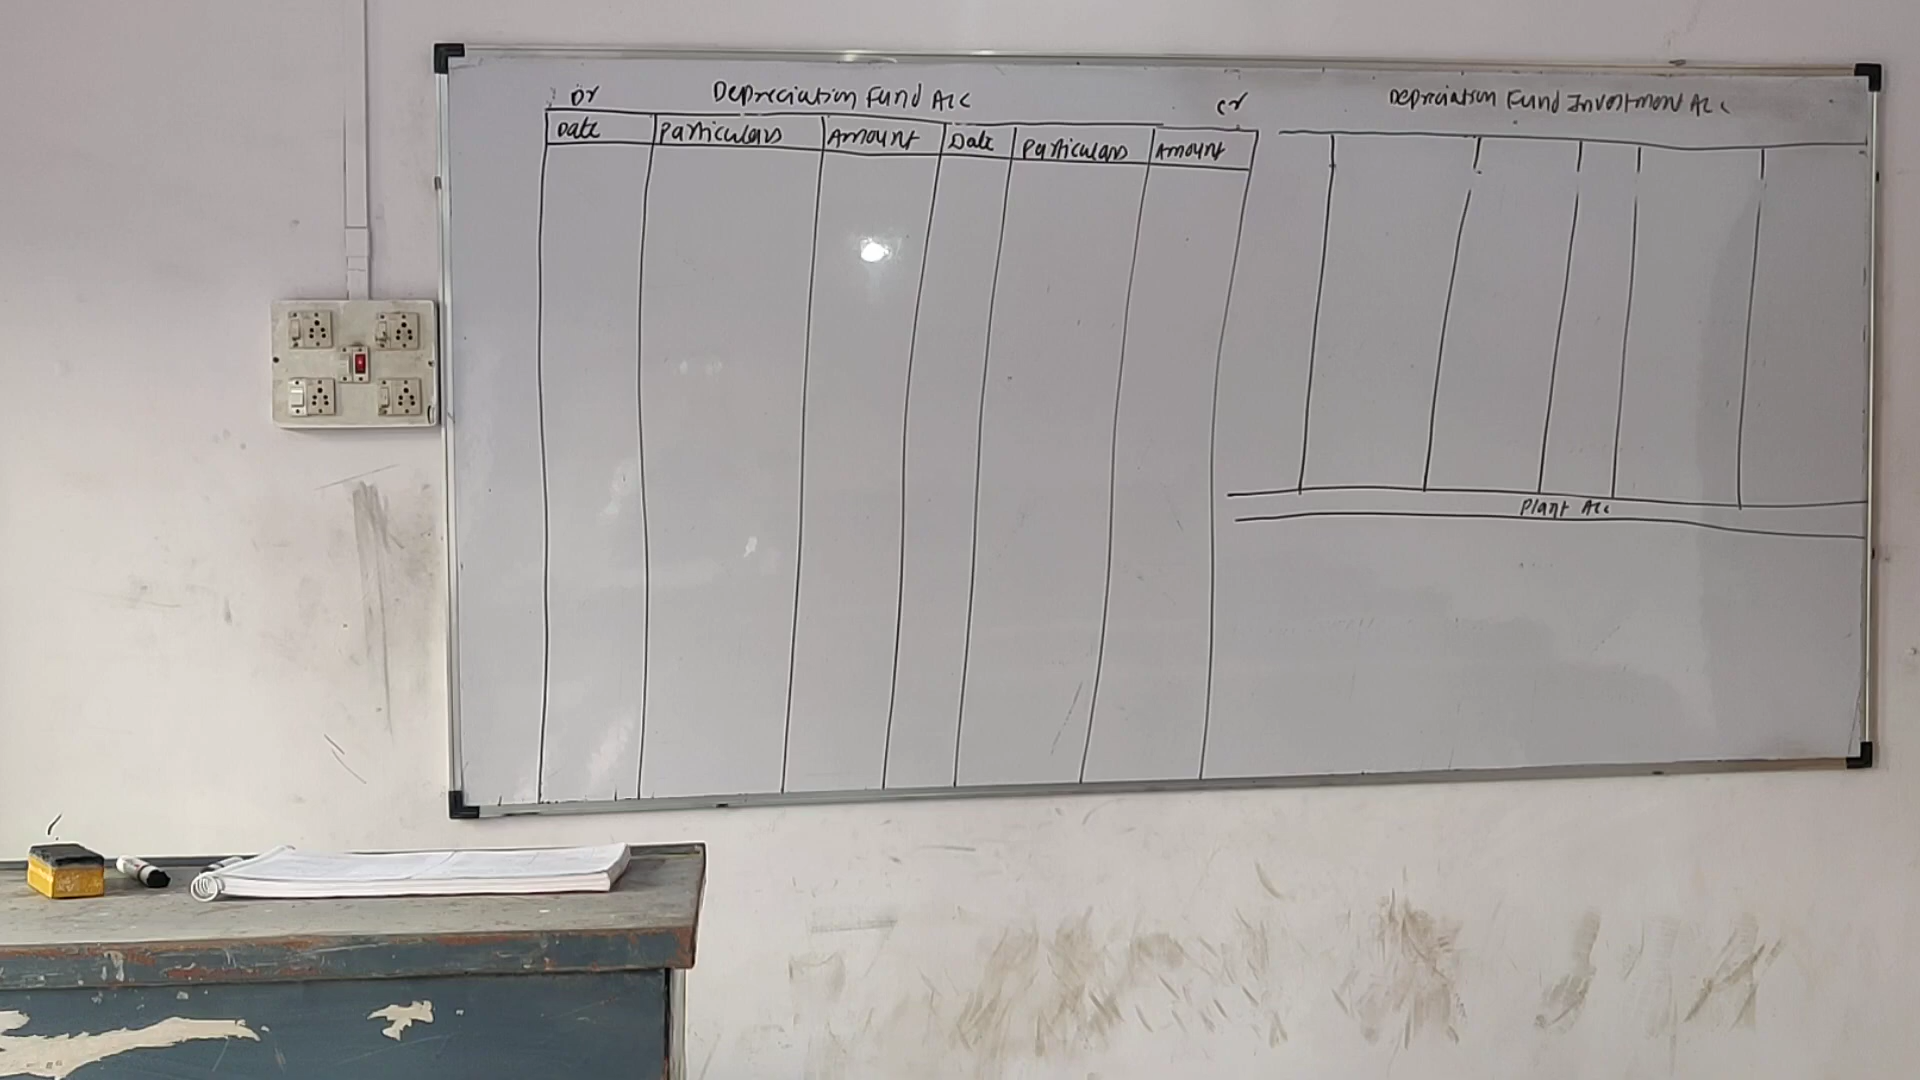 Dr Depreciation Fund A/c Cr
Date Particulars Amount Date Particulars Amount
Depreciation Fund Investment A/c
Plant A/c